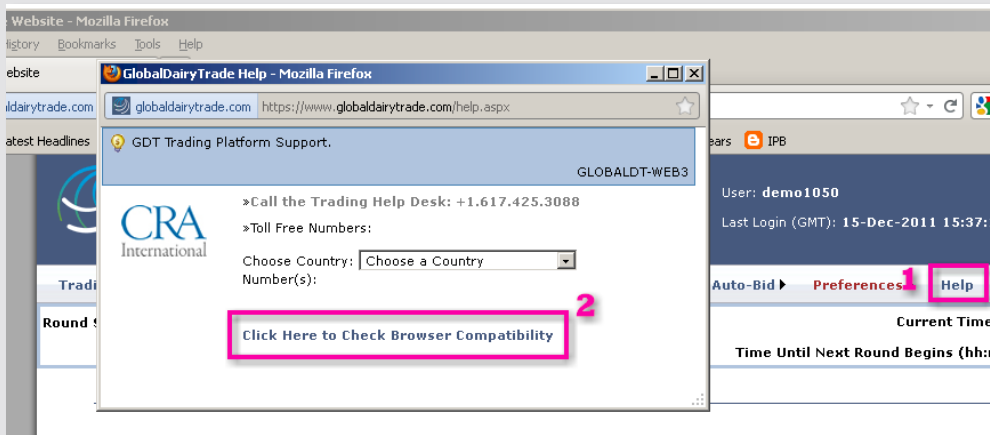 Website - Mozilla Firefox
History Bookmarks Tools Help
ebsite
GlobalDairyTrade Help - Mozilla Firefox
ldairytrade.com
globaldairytrade.com https://www.globaldairytrade.com/help.aspx
atest Headlines
GDT Trading Platform Support.
ears
IPB
GLOBALDT-WEB3
CRA
International
»Call the Trading Help Desk: +1.617.425.3088
»Toll Free Numbers:
Choose Country: Choose a Country
Number(s):
2
Click Here to Check Browser Compatibility
User: demo1050
Last Login (GMT): 15-Dec-2011 15:37:
Tradi
Auto-Bid Preferences 1 Help
Round
Current Time
Time Until Next Round Begins (hh: